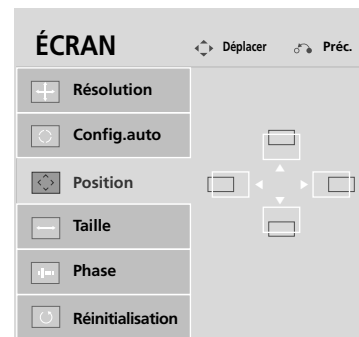 ÉCRAN
Déplacer
Préc.
Résolution
Config.auto
Position
Taille
Phase
Réinitialisation